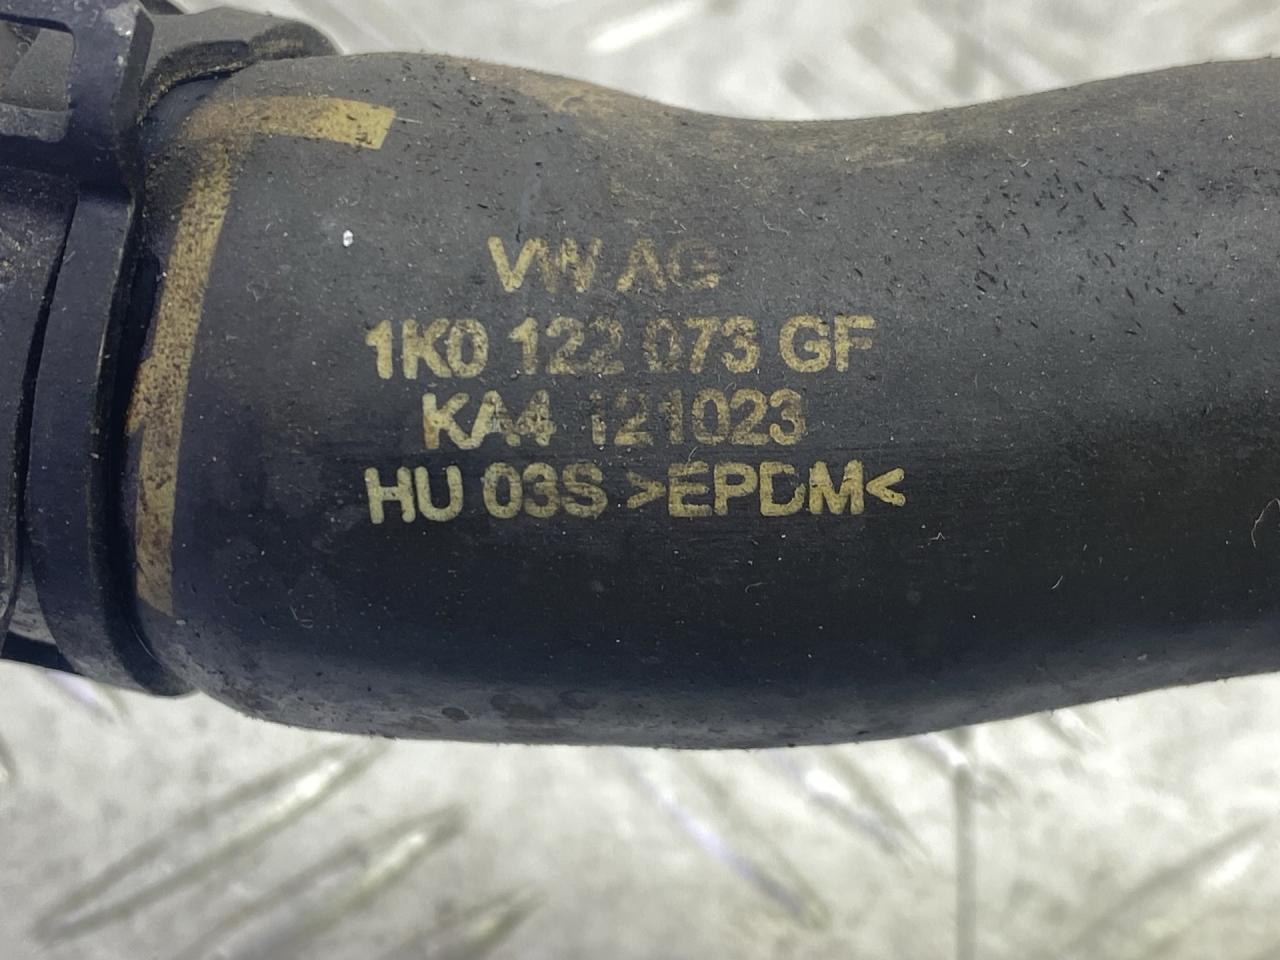 VW AG
1K0 122 073 GF
KA4 121023
HU 03S >EPDM<